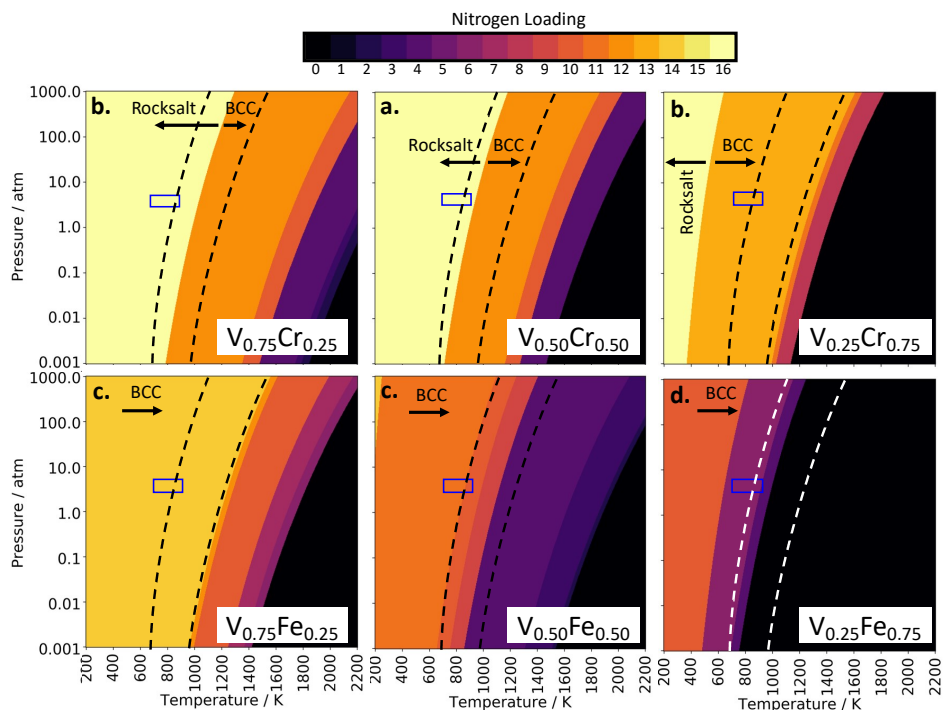 Nitrogen Loading
0 1 2 3 4 5 6 7 8 9 10 11 12 13 14 15 16
b.
Rocksalt
BCC
V0.75Cr0.25
a.
Rocksalt
BCC
V0.50Cr0.50
b.
BCC
Rocksalt
V0.25Cr0.75
Pressure / atm
1000.0
100.0
10.0
1.0
0.1
0.01
0.001
c.
BCC
V0.75Fe0.25
c.
BCC
V0.50Fe0.50
d.
BCC
V0.25Fe0.75
Pressure / atm
1000.0
10.0
1.0
0.1
0.01
0.001
200 400 600 800 1000 1200 1400 1600 1800 2000 2200
200 400 600 800 1000 1200 1400 1600 1800 2000 2200
200 400 600 800 1000 1200 1400 1600 1800 2000 2200
Temperature / K
Temperature / K
Temperature / K